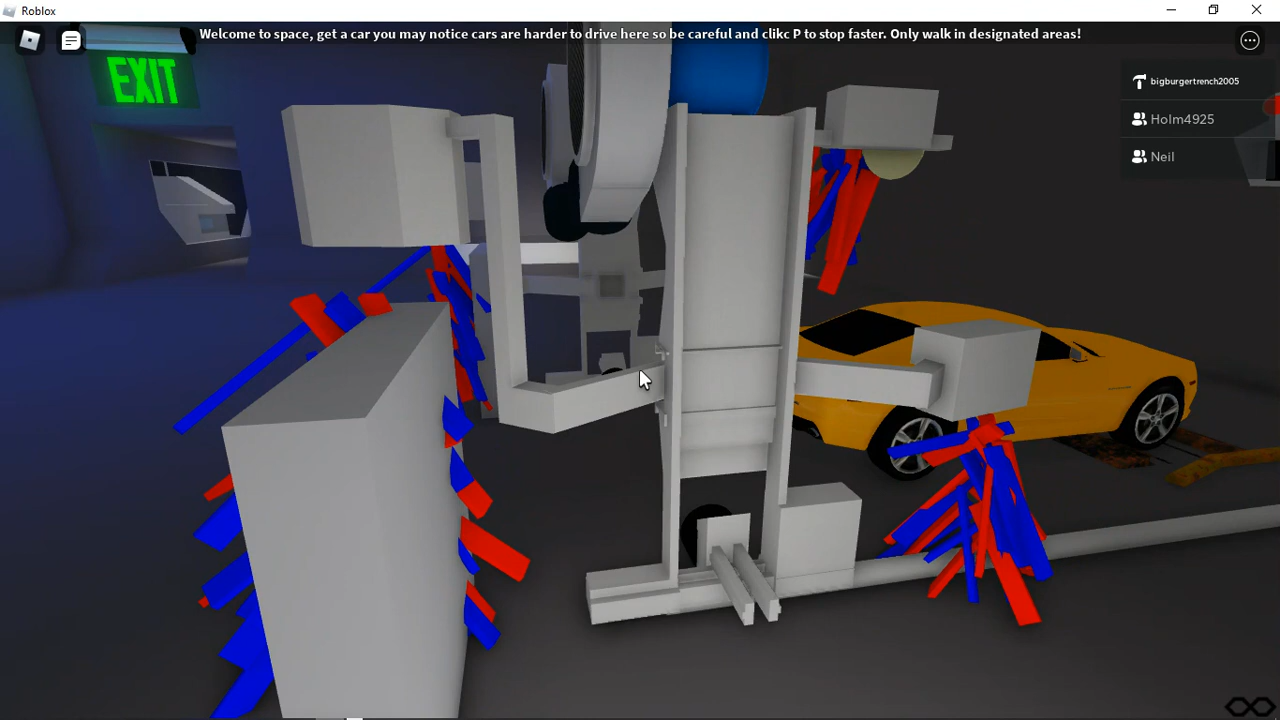 Roblox
Welcome to space, get a car you may notice cars are harder to drive here so be careful and clikc P to stop faster. Only walk in designated areas!
EXIT
bigburgertrench2005
Holm4925
Neil